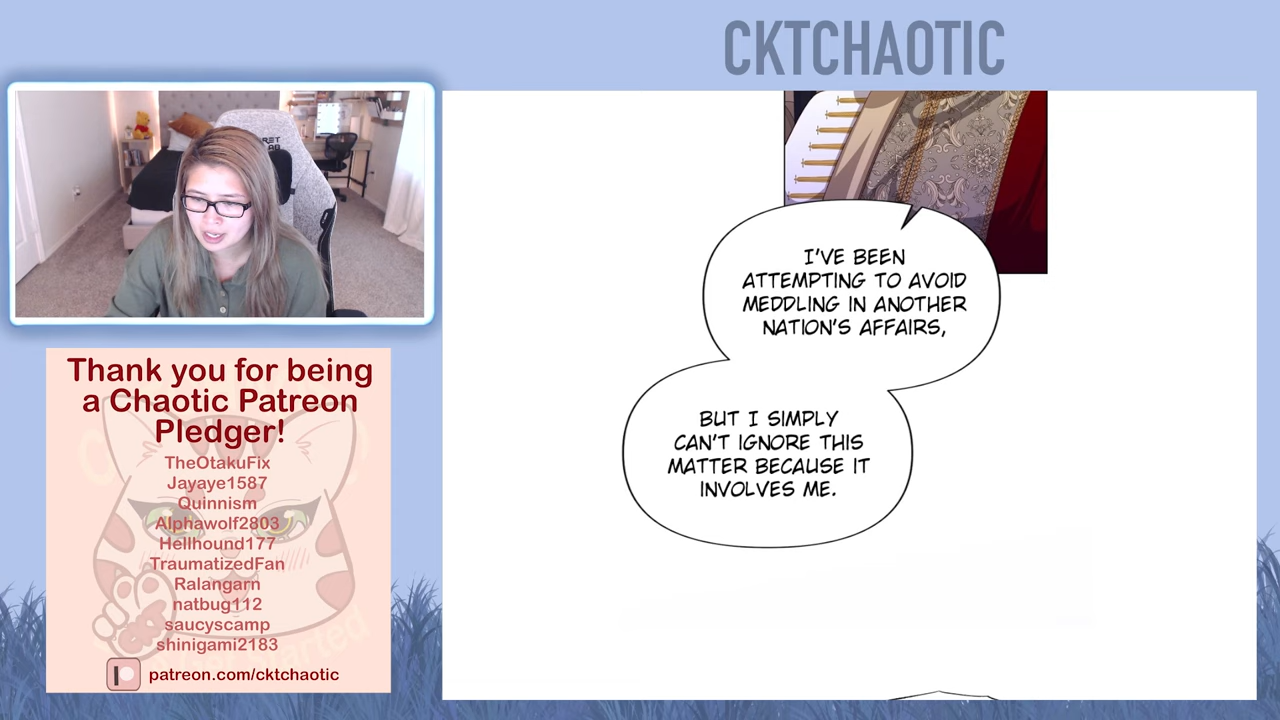 CKTCHAOTIC
I'VE BEEN
ATTEMPTING TO AVOID
MEDDLING IN ANOTHER
NATION'S AFFAIRS,
BUT I SIMPLY
CAN'T IGNORE THIS
MATTER BECAUSE IT
INVOLVES ME.
Thank you for being
a Chaotic Patreon
Pledger!
TheOtakuFix
Jayaye1587
Quinnism
Alphawolf2803
Hellhound177
TraumatizedFan
Ralangarn
natbug112
saucyscamp
shinigami2183
patreon.com/cktchaotic